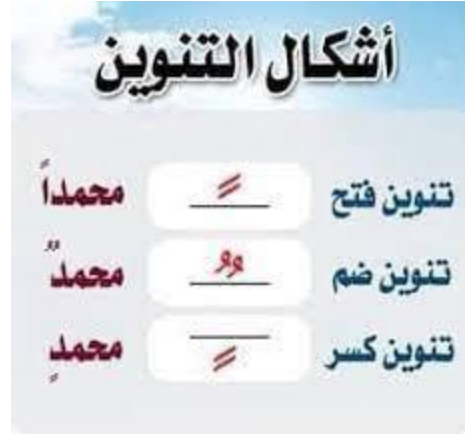 أشكال التنوين
تنوين فتح ـً محمداً
تنوين ضم ـٌ محمدٌ
تنوين كسر ـٍ محمدٍ